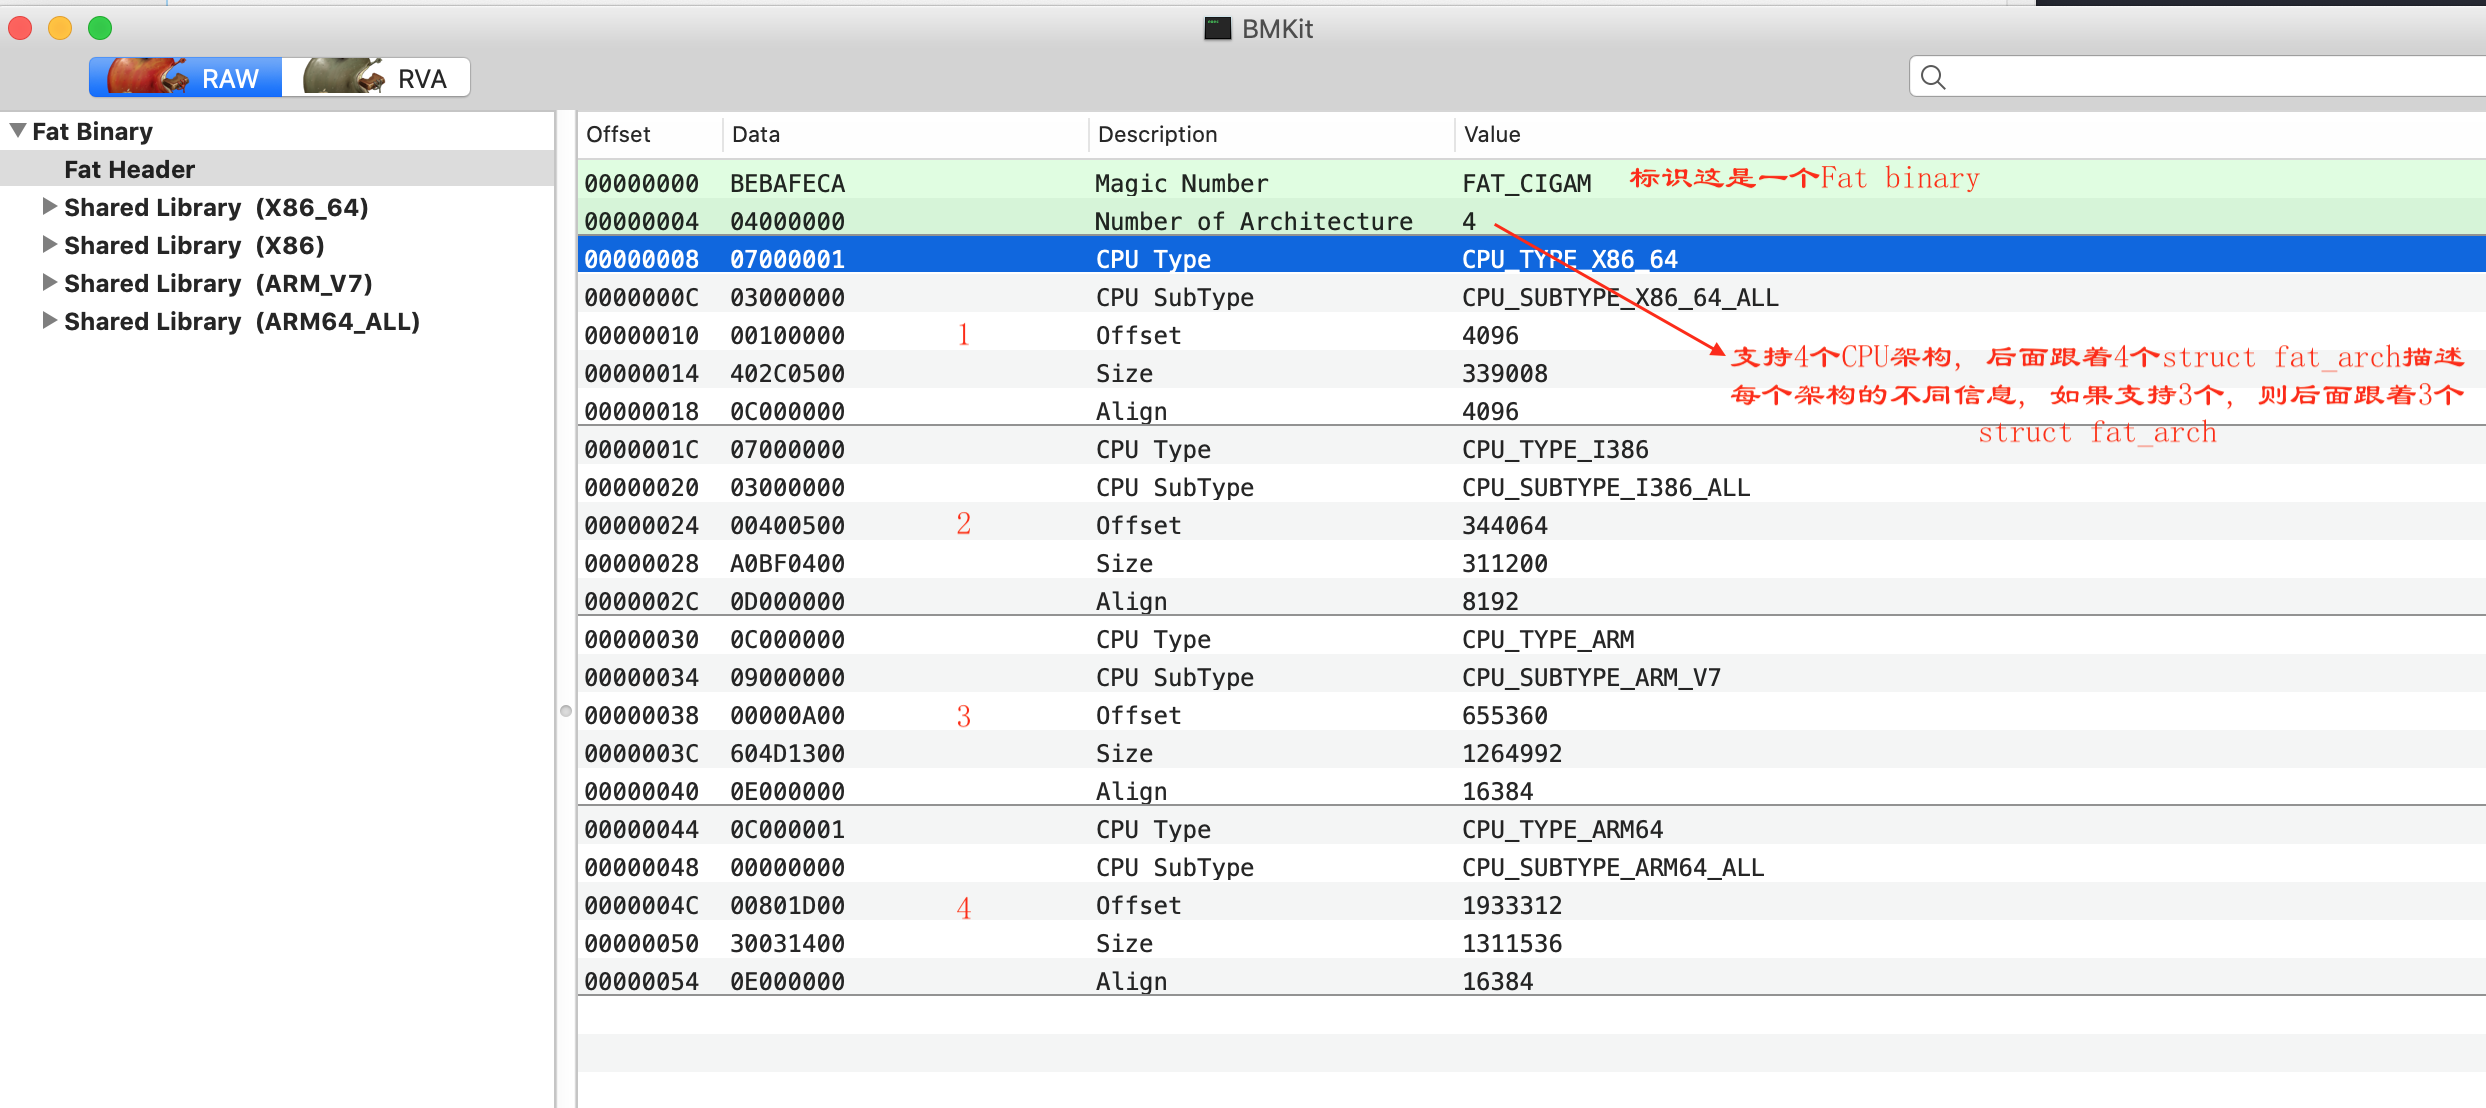 BMKit
RAW RVA
Fat Binary
Fat Header
Shared Library (X86_64)
Shared Library (X86)
Shared Library (ARM_V7)
Shared Library (ARM64_ALL)
Offset Data Description Value
00000000 BEBAFECA Magic Number FAT_CIGAM 标识这是一个Fat binary
00000004 04000000 Number of Architecture 4
00000008 07000001 CPU Type CPU_TYPE_X86_64
0000000C 03000000 CPU SubType CPU_SUBTYPE_X86_64_ALL
00000010 00100000 1 Offset 4096
支持4个CPU架构, 后面跟着4个struct fat_arch描述
00000014 402C0500 Size 339008
每个架构的不同信息, 如果支持3个, 则后面跟着3个
00000018 0C000000 Align 4096
struct fat_arch
0000001C 07000000 CPU Type CPU_TYPE_I386
00000020 03000000 CPU SubType CPU_SUBTYPE_I386_ALL
00000024 00400500 2 Offset 344064
00000028 A0BF0400 Size 311200
0000002C 0D000000 Align 8192
00000030 0C000000 CPU Type CPU_TYPE_ARM
00000034 09000000 CPU SubType CPU_SUBTYPE_ARM_V7
00000038 00000A00 3 Offset 655360
0000003C 604D1300 Size 1264992
00000040 0E000000 Align 16384
00000044 0C000001 CPU Type CPU_TYPE_ARM64
00000048 00000000 CPU SubType CPU_SUBTYPE_ARM64_ALL
0000004C 00801D00 4 Offset 1933312
00000050 30031400 Size 1311536
00000054 0E000000 Align 16384